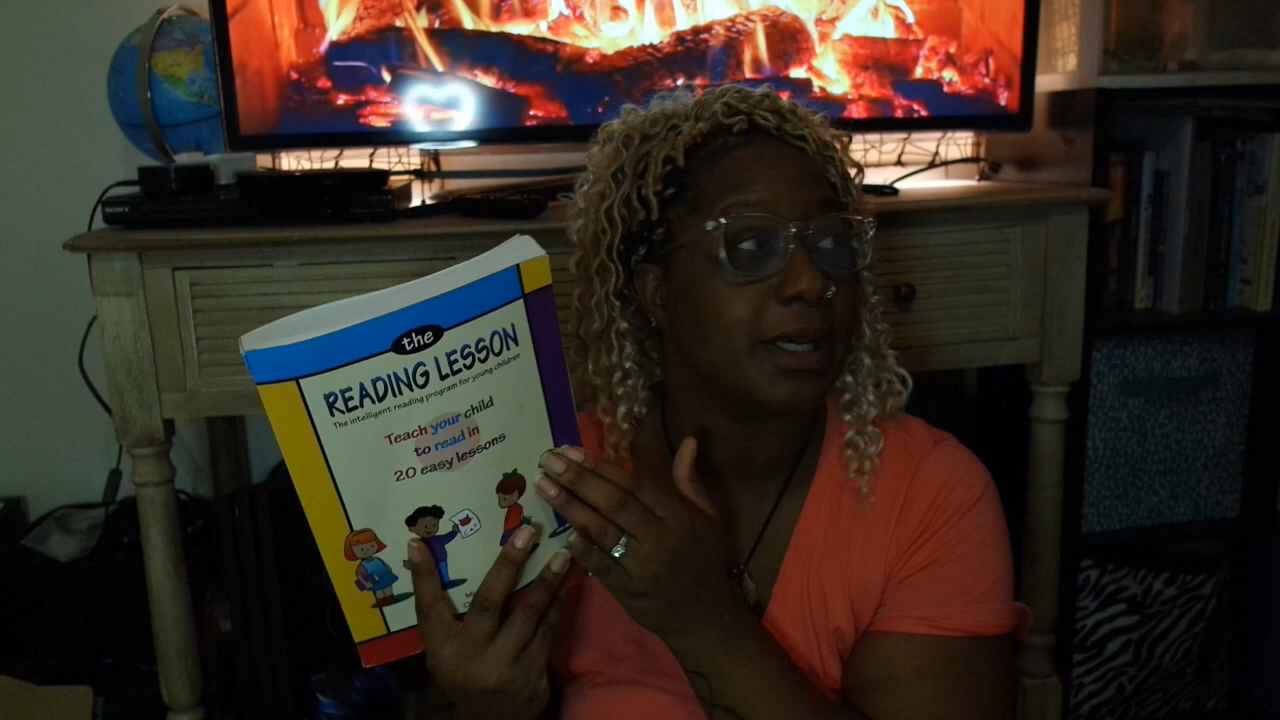 SONY
the
READING LESSON
The intelligent reading program for young children
Teach your child
to read in
20 easy lessons